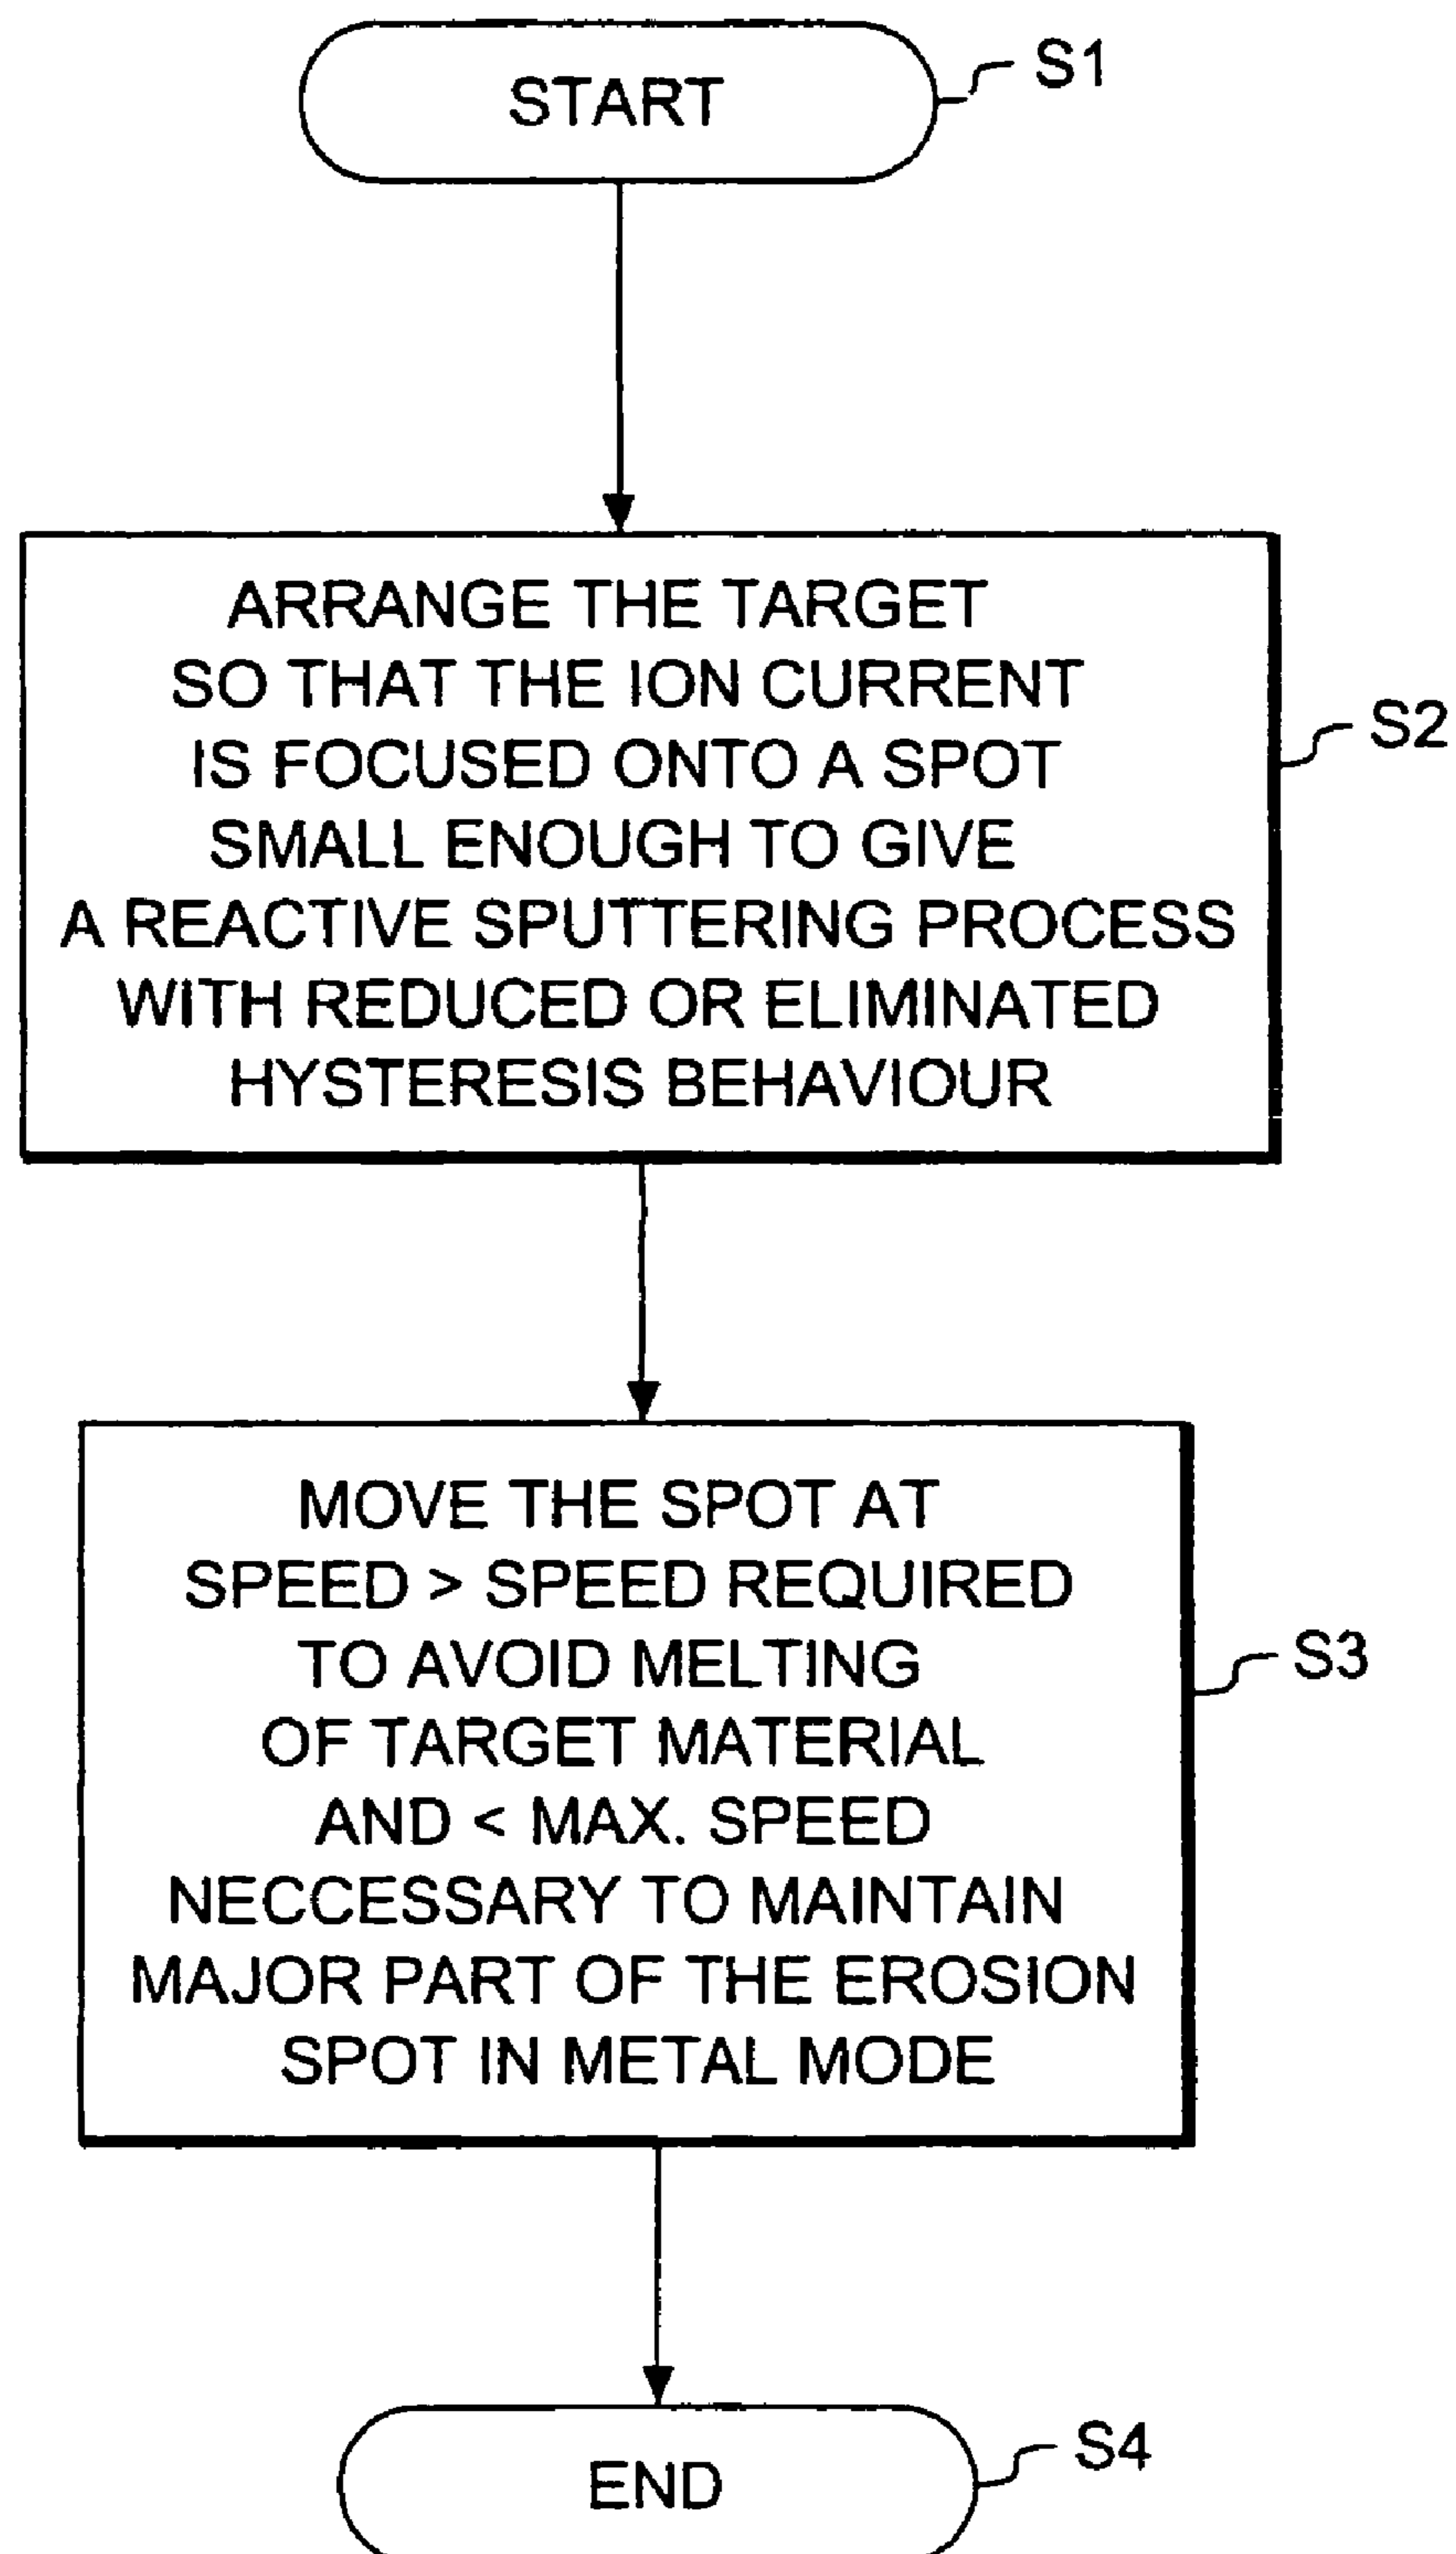 START
S1
ARRANGE THE TARGET
SO THAT THE ION CURRENT
IS FOCUSED ONTO A SPOT
SMALL ENOUGH TO GIVE
A REACTIVE SPUTTERING PROCESS
WITH REDUCED OR ELIMINATED
HYSTERESIS BEHAVIOUR
S2
MOVE THE SPOT AT
SPEED > SPEED REQUIRED
TO AVOID MELTING
OF TARGET MATERIAL
AND < MAX. SPEED
NECCESSARY TO MAINTAIN
MAJOR PART OF THE EROSION
SPOT IN METAL MODE
S3
END
S4